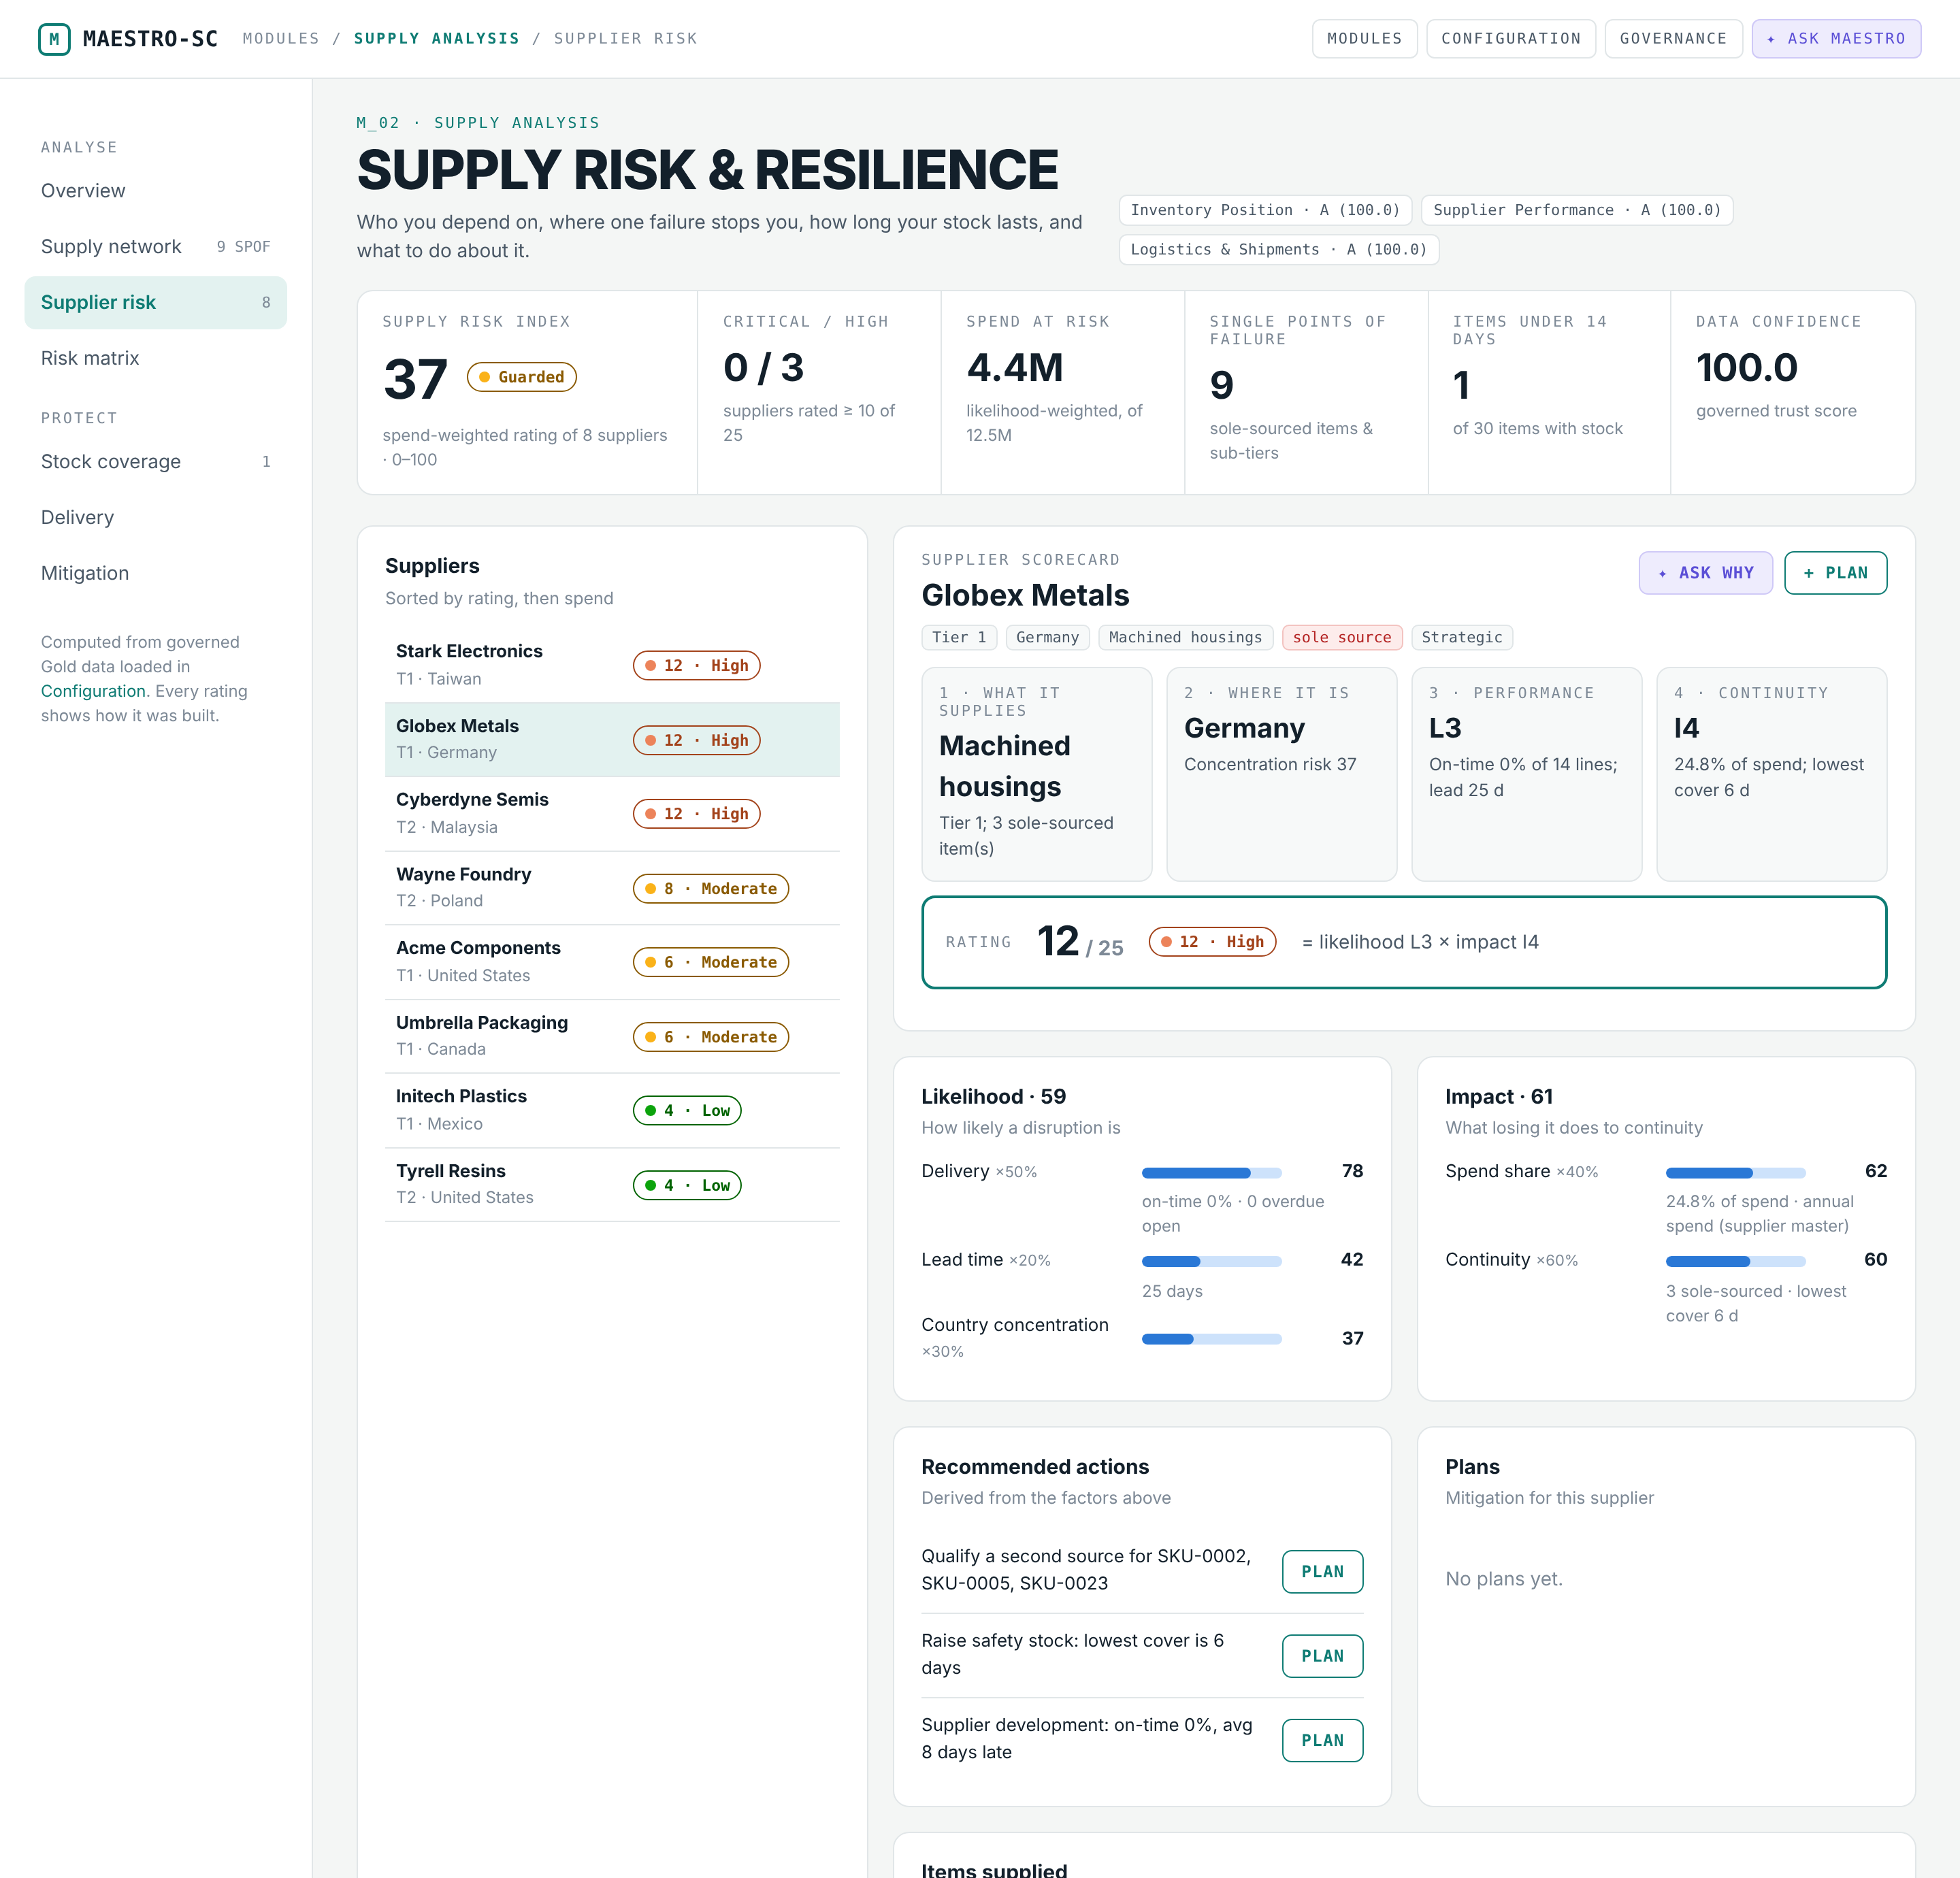 M MAESTRO-SC MODULES / SUPPLY ANALYSIS / SUPPLIER RISK
MODULES CONFIGURATION GOVERNANCE ✦ ASK MAESTRO
ANALYSE
Overview
Supply network 9 SPOF
Supplier risk 8
Risk matrix
PROTECT
Stock coverage 1
Delivery
Mitigation
Computed from governed
Gold data loaded in
Configuration. Every rating
shows how it was built.
M_02 · SUPPLY ANALYSIS
SUPPLY RISK & RESILIENCE
Who you depend on, where one failure stops you, how long your stock lasts, and
what to do about it.
Inventory Position · A (100.0) Supplier Performance · A (100.0)
Logistics & Shipments · A (100.0)
SUPPLY RISK INDEX
37 Guarded
spend-weighted rating of 8 suppliers
· 0–100
CRITICAL / HIGH
0 / 3
suppliers rated ≥ 10 of
25
SPEND AT RISK
4.4M
likelihood-weighted, of
12.5M
SINGLE POINTS OF
FAILURE
9
sole-sourced items &
sub-tiers
ITEMS UNDER 14
DAYS
1
of 30 items with stock
DATA CONFIDENCE
100.0
governed trust score
Suppliers
Sorted by rating, then spend
Stark Electronics
T1 · Taiwan
12 · High
Globex Metals
T1 · Germany
12 · High
Cyberdyne Semis
T2 · Malaysia
12 · High
Wayne Foundry
T2 · Poland
8 · Moderate
Acme Components
T1 · United States
6 · Moderate
Umbrella Packaging
T1 · Canada
6 · Moderate
Initech Plastics
T1 · Mexico
4 · Low
Tyrell Resins
T2 · United States
4 · Low
SUPPLIER SCORECARD
Globex Metals
✦ ASK WHY + PLAN
Tier 1 Germany Machined housings sole source Strategic
1 · WHAT IT
SUPPLIES
Machined
housings
Tier 1; 3 sole-sourced
item(s)
2 · WHERE IT IS
Germany
Concentration risk 37
3 · PERFORMANCE
L3
On-time 0% of 14 lines;
lead 25 d
4 · CONTINUITY
I4
24.8% of spend; lowest
cover 6 d
RATING 12 / 25 12 · High = likelihood L3 × impact I4
Likelihood · 59
How likely a disruption is
Delivery ×50% 78
on-time 0% · 0 overdue
open
Lead time ×20% 42
25 days
Country concentration
×30%
37
Impact · 61
What losing it does to continuity
Spend share ×40% 62
24.8% of spend · annual
spend (supplier master)
Continuity ×60% 60
3 sole-sourced · lowest
cover 6 d
Recommended actions
Derived from the factors above
Qualify a second source for SKU-0002,
SKU-0005, SKU-0023
PLAN
Raise safety stock: lowest cover is 6
days
PLAN
Supplier development: on-time 0%, avg
8 days late
PLAN
Plans
Mitigation for this supplier
No plans yet.
Items supplied